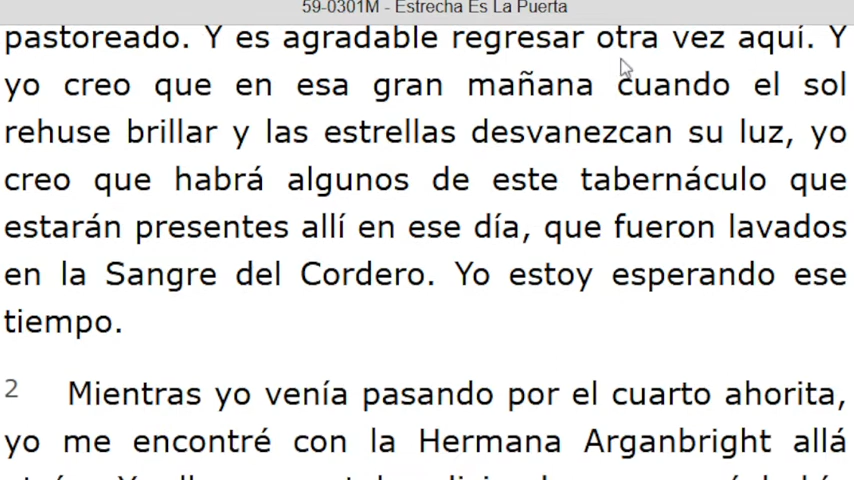 59-0301M - Estrecha Es La Puerta
pastoreado. Y es agradable regresar otra vez aquí. Y
yo creo que en esa gran mañana cuando el sol
rehuse brillar y las estrellas desvanezcan su luz, yo
creo que habrá algunos de este tabernáculo que
estarán presentes allí en ese día, que fueron lavados
en la Sangre del Cordero. Yo estoy esperando ese
tiempo.
2 Mientras yo venía pasando por el cuarto ahorita,
yo me encontré con la Hermana Arganbright allá